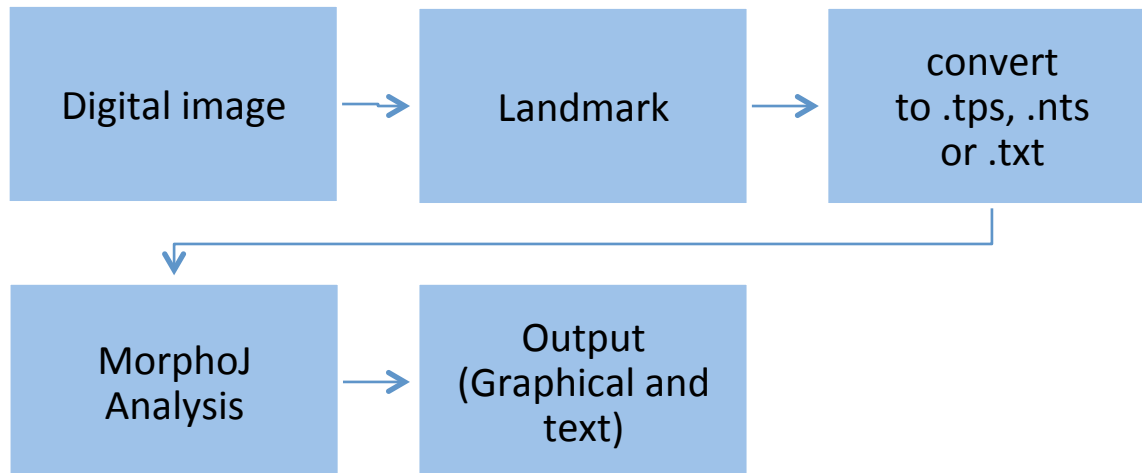 Digital image
Landmark
convert
to .tps, .nts
or .txt
MorphoJ
Analysis
Output
(Graphical and
text)